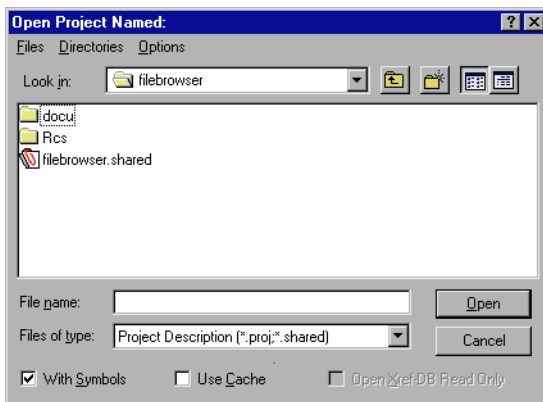 Open Project Named:
Files Directories Options
Look in: filebrowser
docu
Rcs
filebrowser.shared
File name: Open
Files of type: Project Description (*.proj;*.shared) Cancel
With Symbols Use Cache Open Xref-DB Read Only